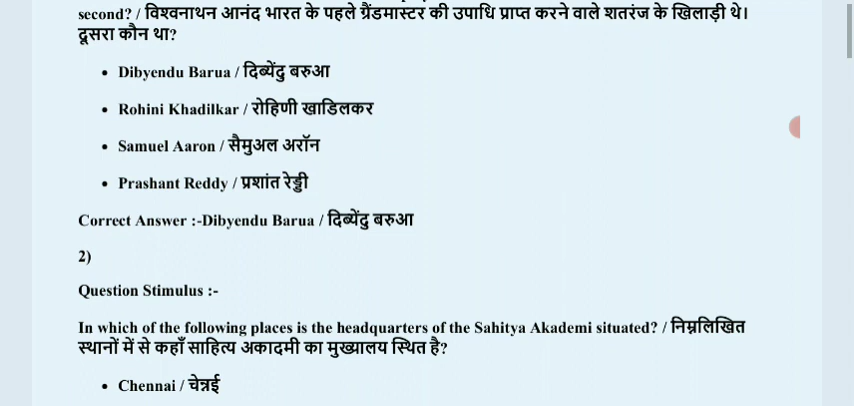 second? / विश्वनाथन आनंद भारत के पहले ग्रैंडमास्टर की उपाधि प्राप्त करने वाले शतरंज के खिलाड़ी थे।
दूसरा कौन था?
• Dibyendu Barua / दिब्येंदु बरुआ
• Rohini Khadilkar / रोहिणी खाडिलकर
• Samuel Aaron / सैमुअल अरॉन
• Prashant Reddy / प्रशांत रेड्डी
Correct Answer :-Dibyendu Barua / दिब्येंदु बरुआ
2)
Question Stimulus :-
In which of the following places is the headquarters of the Sahitya Akademi situated? / निम्नलिखित
स्थानों में से कहाँ साहित्य अकादमी का मुख्यालय स्थित है?
• Chennai / चेन्नई